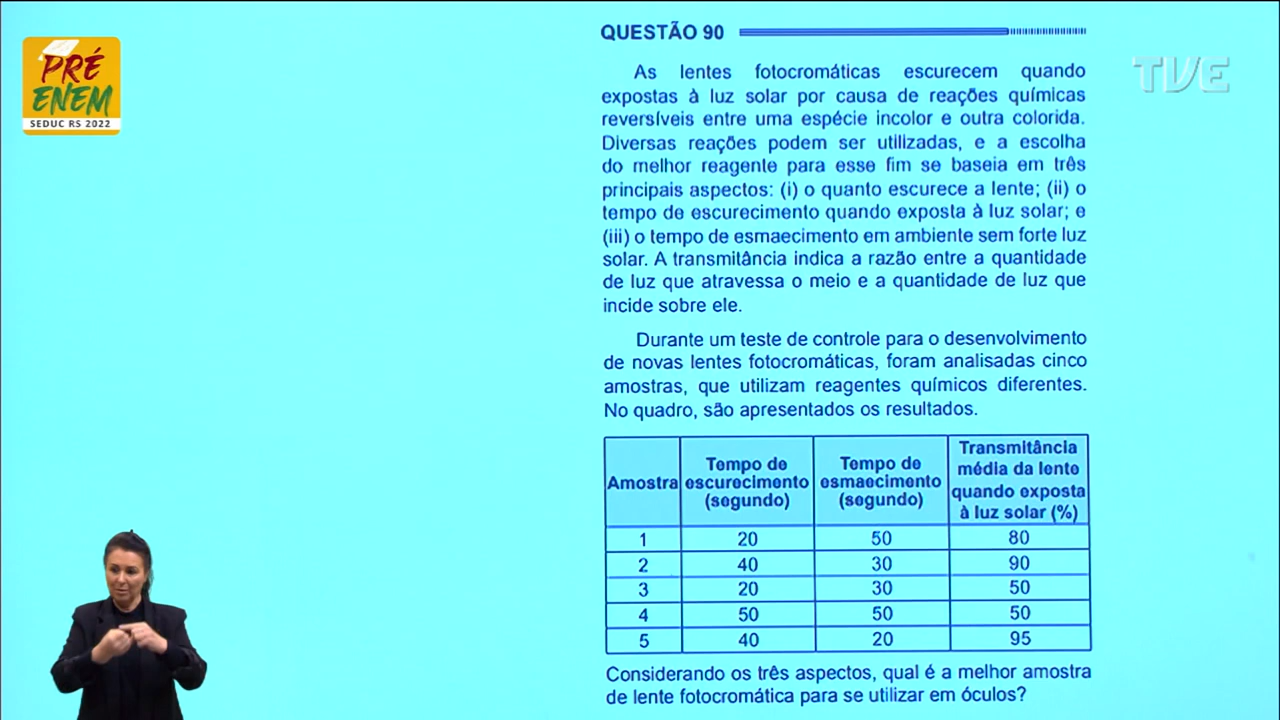 PRÉ
ENEM
SEDUC RS 2022
TVE
QUESTÃO 90
As lentes fotocromáticas escurecem quando
expostas à luz solar por causa de reações químicas
reversíveis entre uma espécie incolor e outra colorida.
Diversas reações podem ser utilizadas, e a escolha
do melhor reagente para esse fim se baseia em três
principais aspectos: (i) o quanto escurece a lente; (ii) o
tempo de escurecimento quando exposta à luz solar; e
(iii) o tempo de esmaecimento em ambiente sem forte luz
solar. A transmitância indica a razão entre a quantidade
de luz que atravessa o meio e a quantidade de luz que
incide sobre ele.
Durante um teste de controle para o desenvolvimento
de novas lentes fotocromáticas, foram analisadas cinco
amostras, que utilizam reagentes químicos diferentes.
No quadro, são apresentados os resultados.
Amostra
Tempo de
escurecimento
(segundo)
Tempo de
esmaecimento
(segundo)
Transmitância
média da lente
quando exposta
à luz solar (%)
1 20 50 80
2 40 30 90
3 20 30 50
4 50 50 50
5 40 20 95
Considerando os três aspectos, qual é a melhor amostra
de lente fotocromática para se utilizar em óculos?